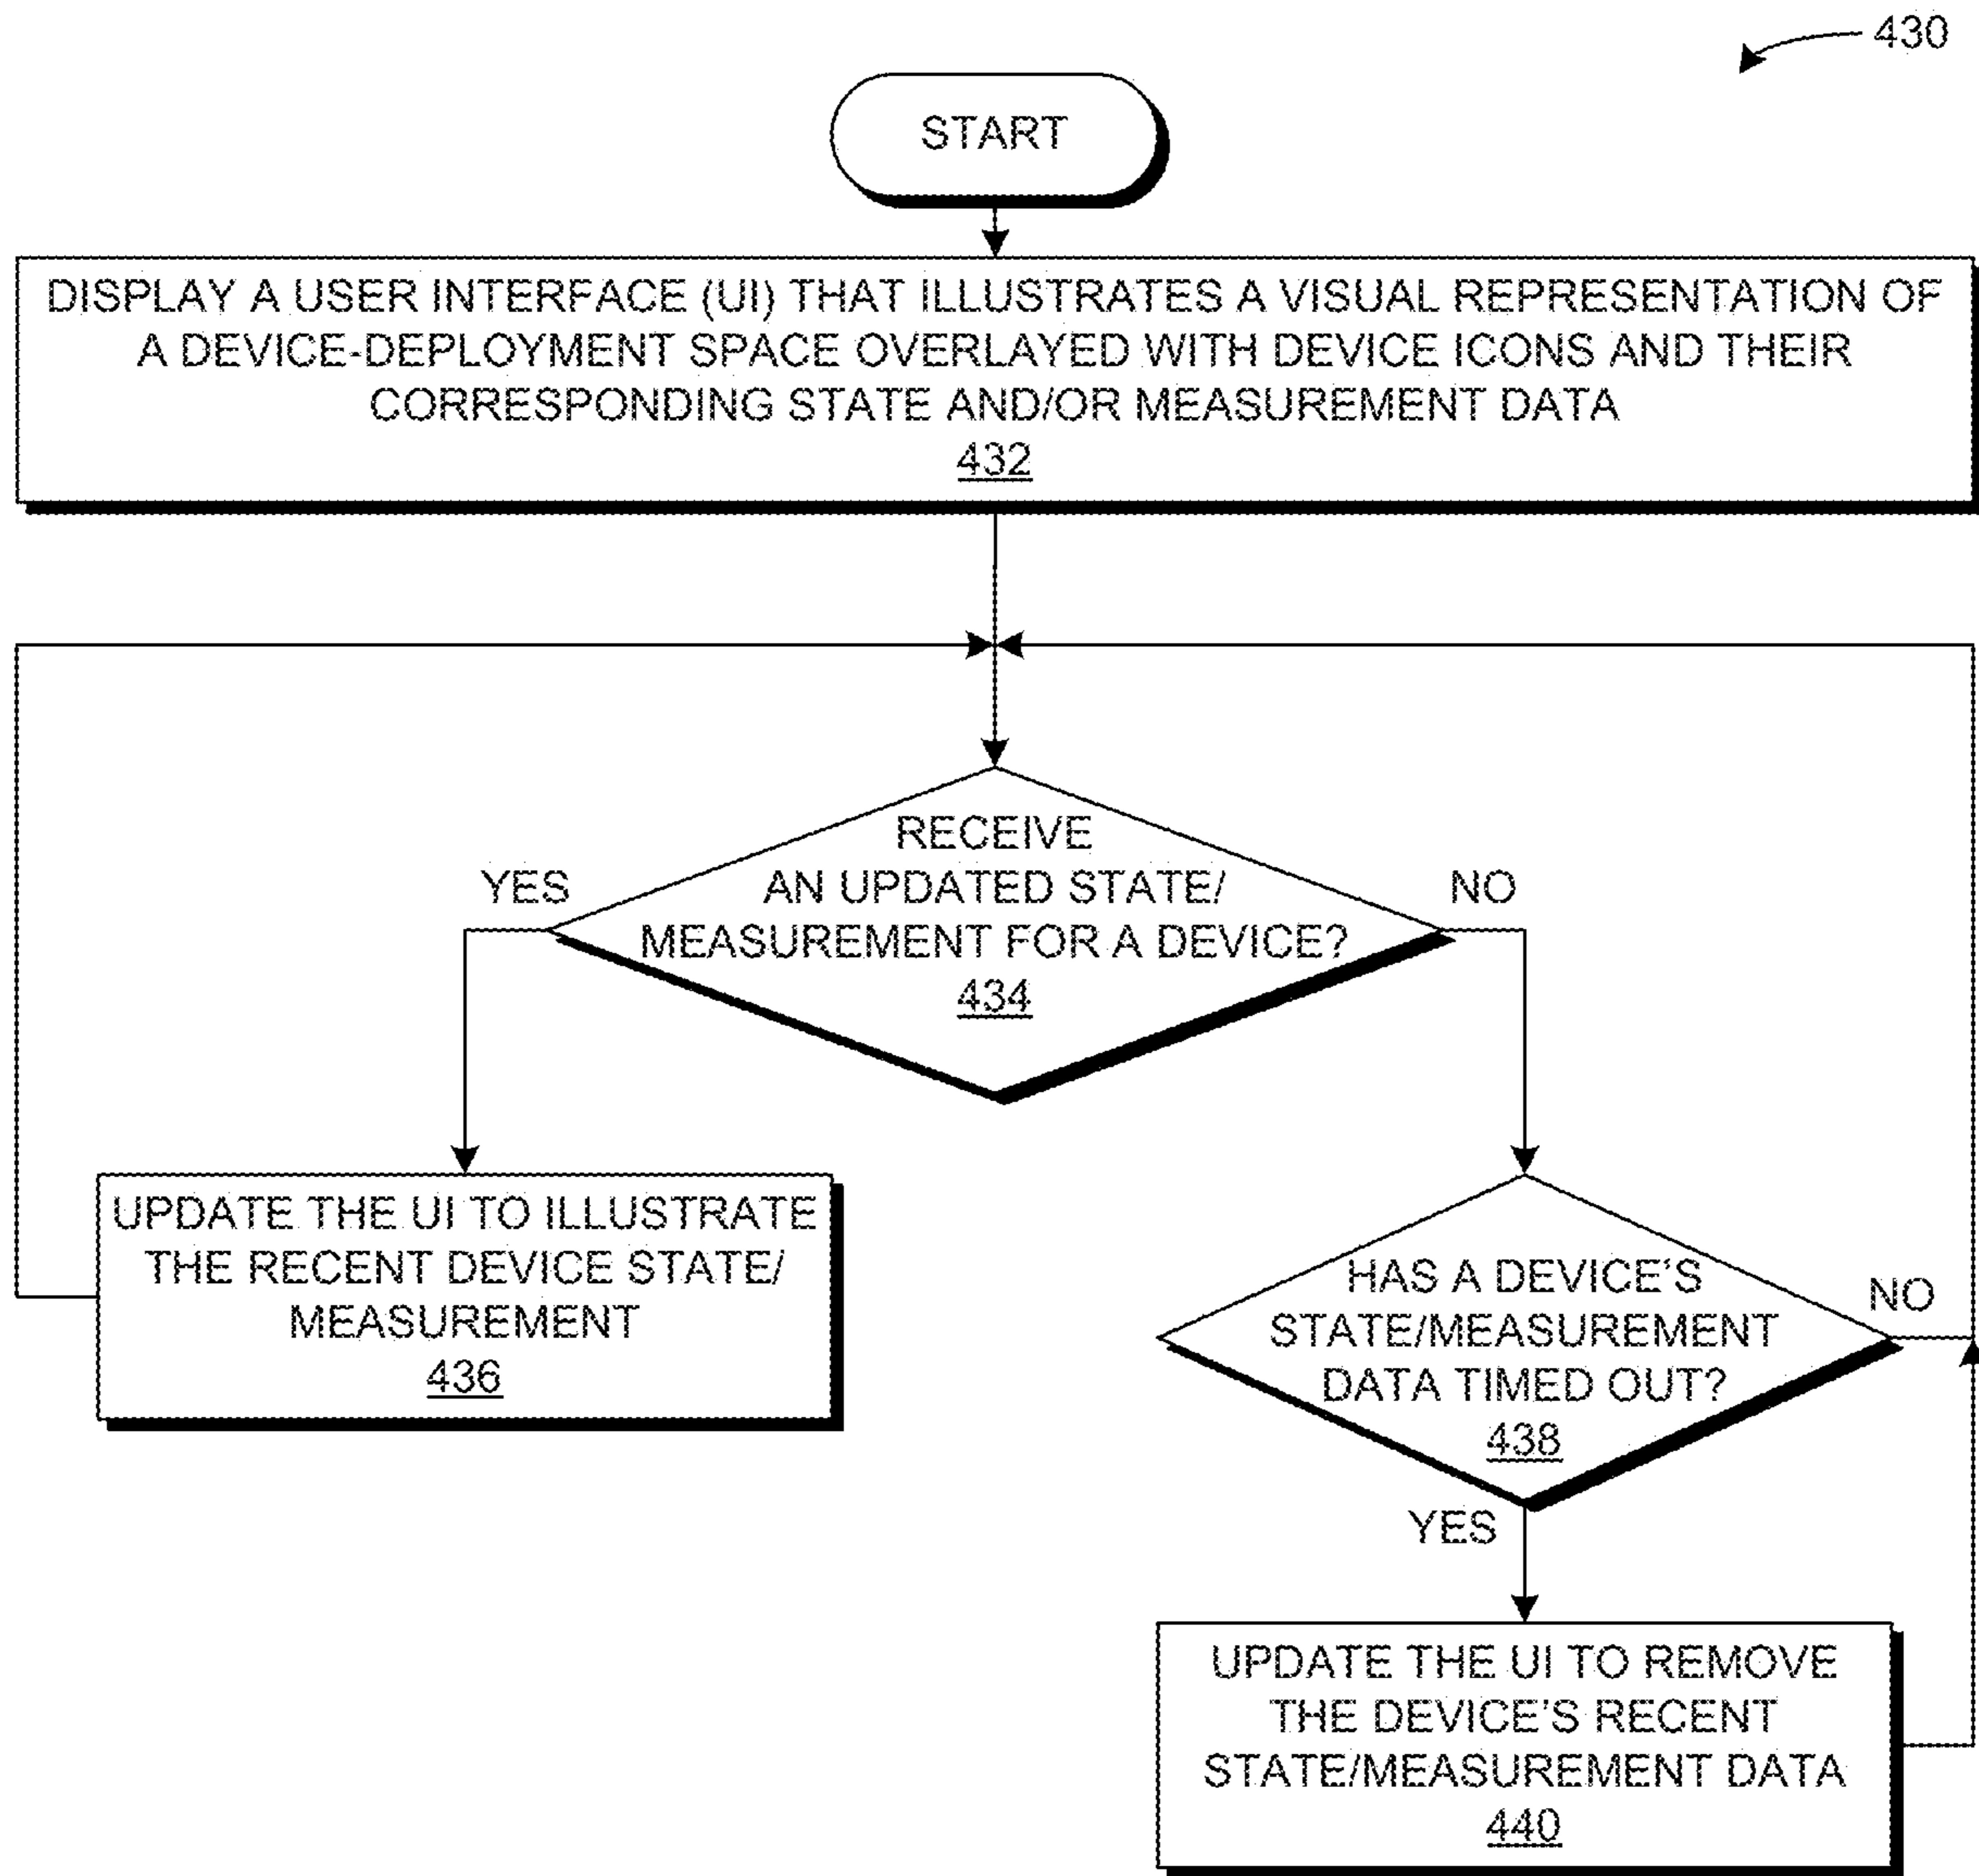 430
START
DISPLAY A USER INTERFACE (UI) THAT ILLUSTRATES A VISUAL REPRESENTATION OF
A DEVICE-DEPLOYMENT SPACE OVERLAYED WITH DEVICE ICONS AND THEIR
CORRESPONDING STATE AND/OR MEASUREMENT DATA
432
RECEIVE
AN UPDATED STATE/
MEASUREMENT FOR A DEVICE?
434
YES
NO
UPDATE THE UI TO ILLUSTRATE
THE RECENT DEVICE STATE/
MEASUREMENT
436
HAS A DEVICE'S
STATE/MEASUREMENT
DATA TIMED OUT?
438
NO
YES
UPDATE THE UI TO REMOVE
THE DEVICE'S RECENT
STATE/MEASUREMENT DATA
440